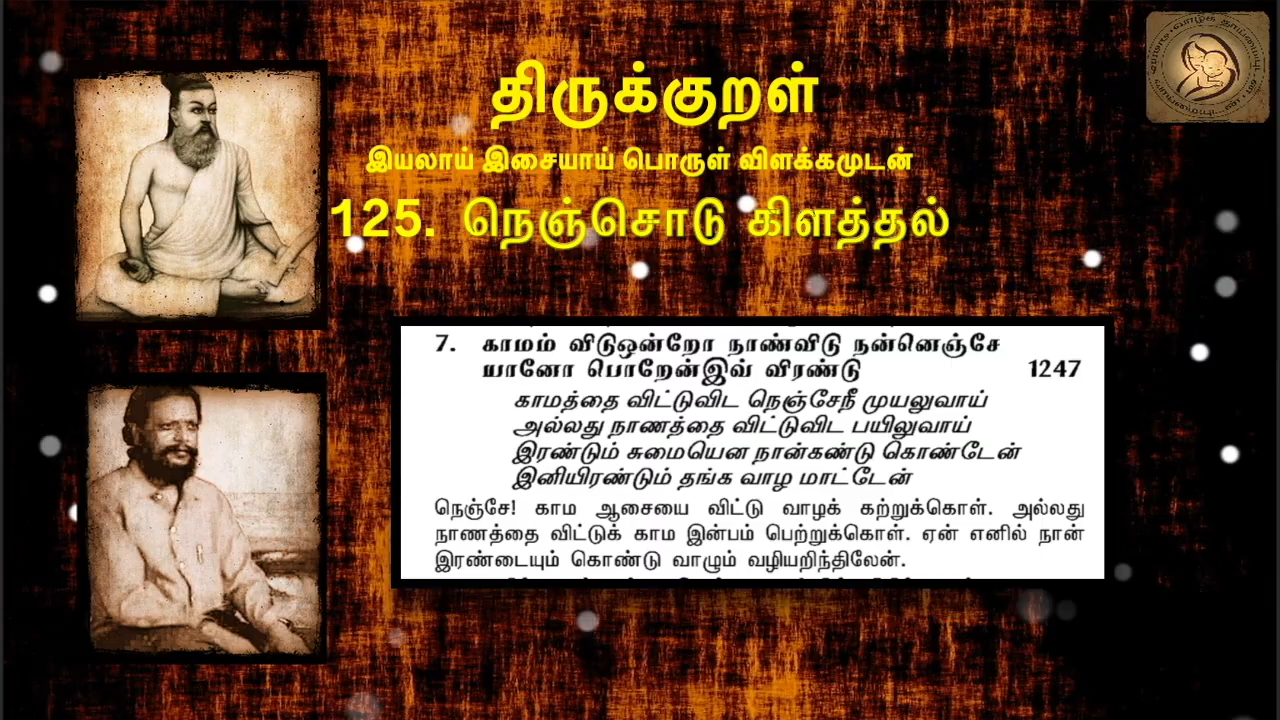 திருக்குறள்
இயலாய் இசையாய் பொருள் விளக்கமுடன்
125. நெஞ்சொடு கிளத்தல்
7. காமம் விடுஒன்றோ நாண்விடு நன்னெஞ்சே
யானோ பொறேன்இவ் விரண்டு 1247
காமத்தை விட்டுவிட நெஞ்சேநீ முயலுவாய்
அல்லது நாணத்தை விட்டுவிட பயிலுவாய்
இரண்டும் சுமையென நான்கண்டு கொண்டேன்
இனியிரண்டும் தங்க வாழ மாட்டேன்
நெஞ்சே! காம ஆசையை விட்டு வாழக் கற்றுக்கொள். அல்லது
நாணத்தை விட்டுக் காம இன்பம் பெற்றுக்கொள். ஏன் எனில் நான்
இரண்டையும் கொண்டு வாழும் வழியறிந்திலேன்.